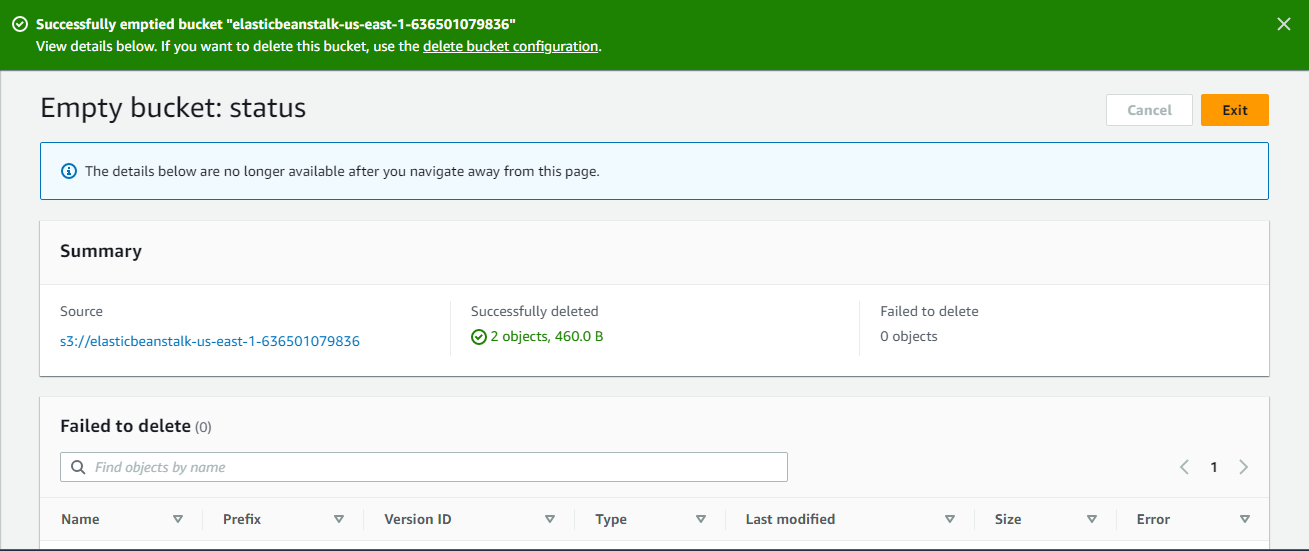 Successfully emptied bucket "elasticbeanstalk-us-east-1-636501079836"
View details below. If you want to delete this bucket, use the delete bucket configuration.
Empty bucket: status
Cancel
Exit
The details below are no longer available after you navigate away from this page.
Summary
Source
Successfully deleted
Failed to delete
s3://elasticbeanstalk-us-east-1-636501079836
2 objects, 460.0 B
0 objects
Failed to delete (0)
Find objects by name
1
Name
Prefix
Version ID
Type
Last modified
Size
Error